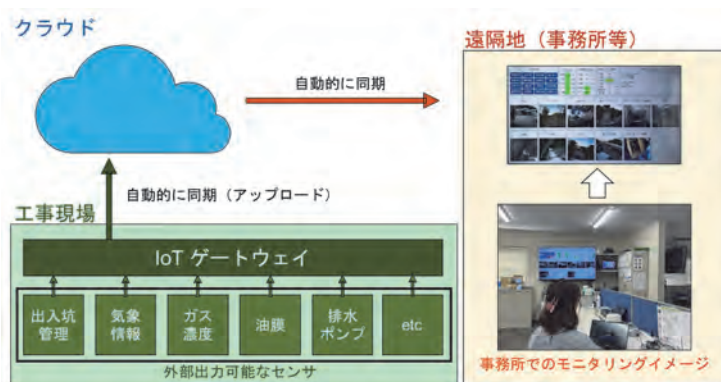 クラウド
遠隔地（事務所等）
自動的に同期
自動的に同期（アップロード）
工事現場
IoT ゲートウェイ
出入坑
管理
気象
情報
ガス
濃度
油膜
排水
ポンプ
etc
外部出力可能なセンサ
事務所でのモニタリングイメージ